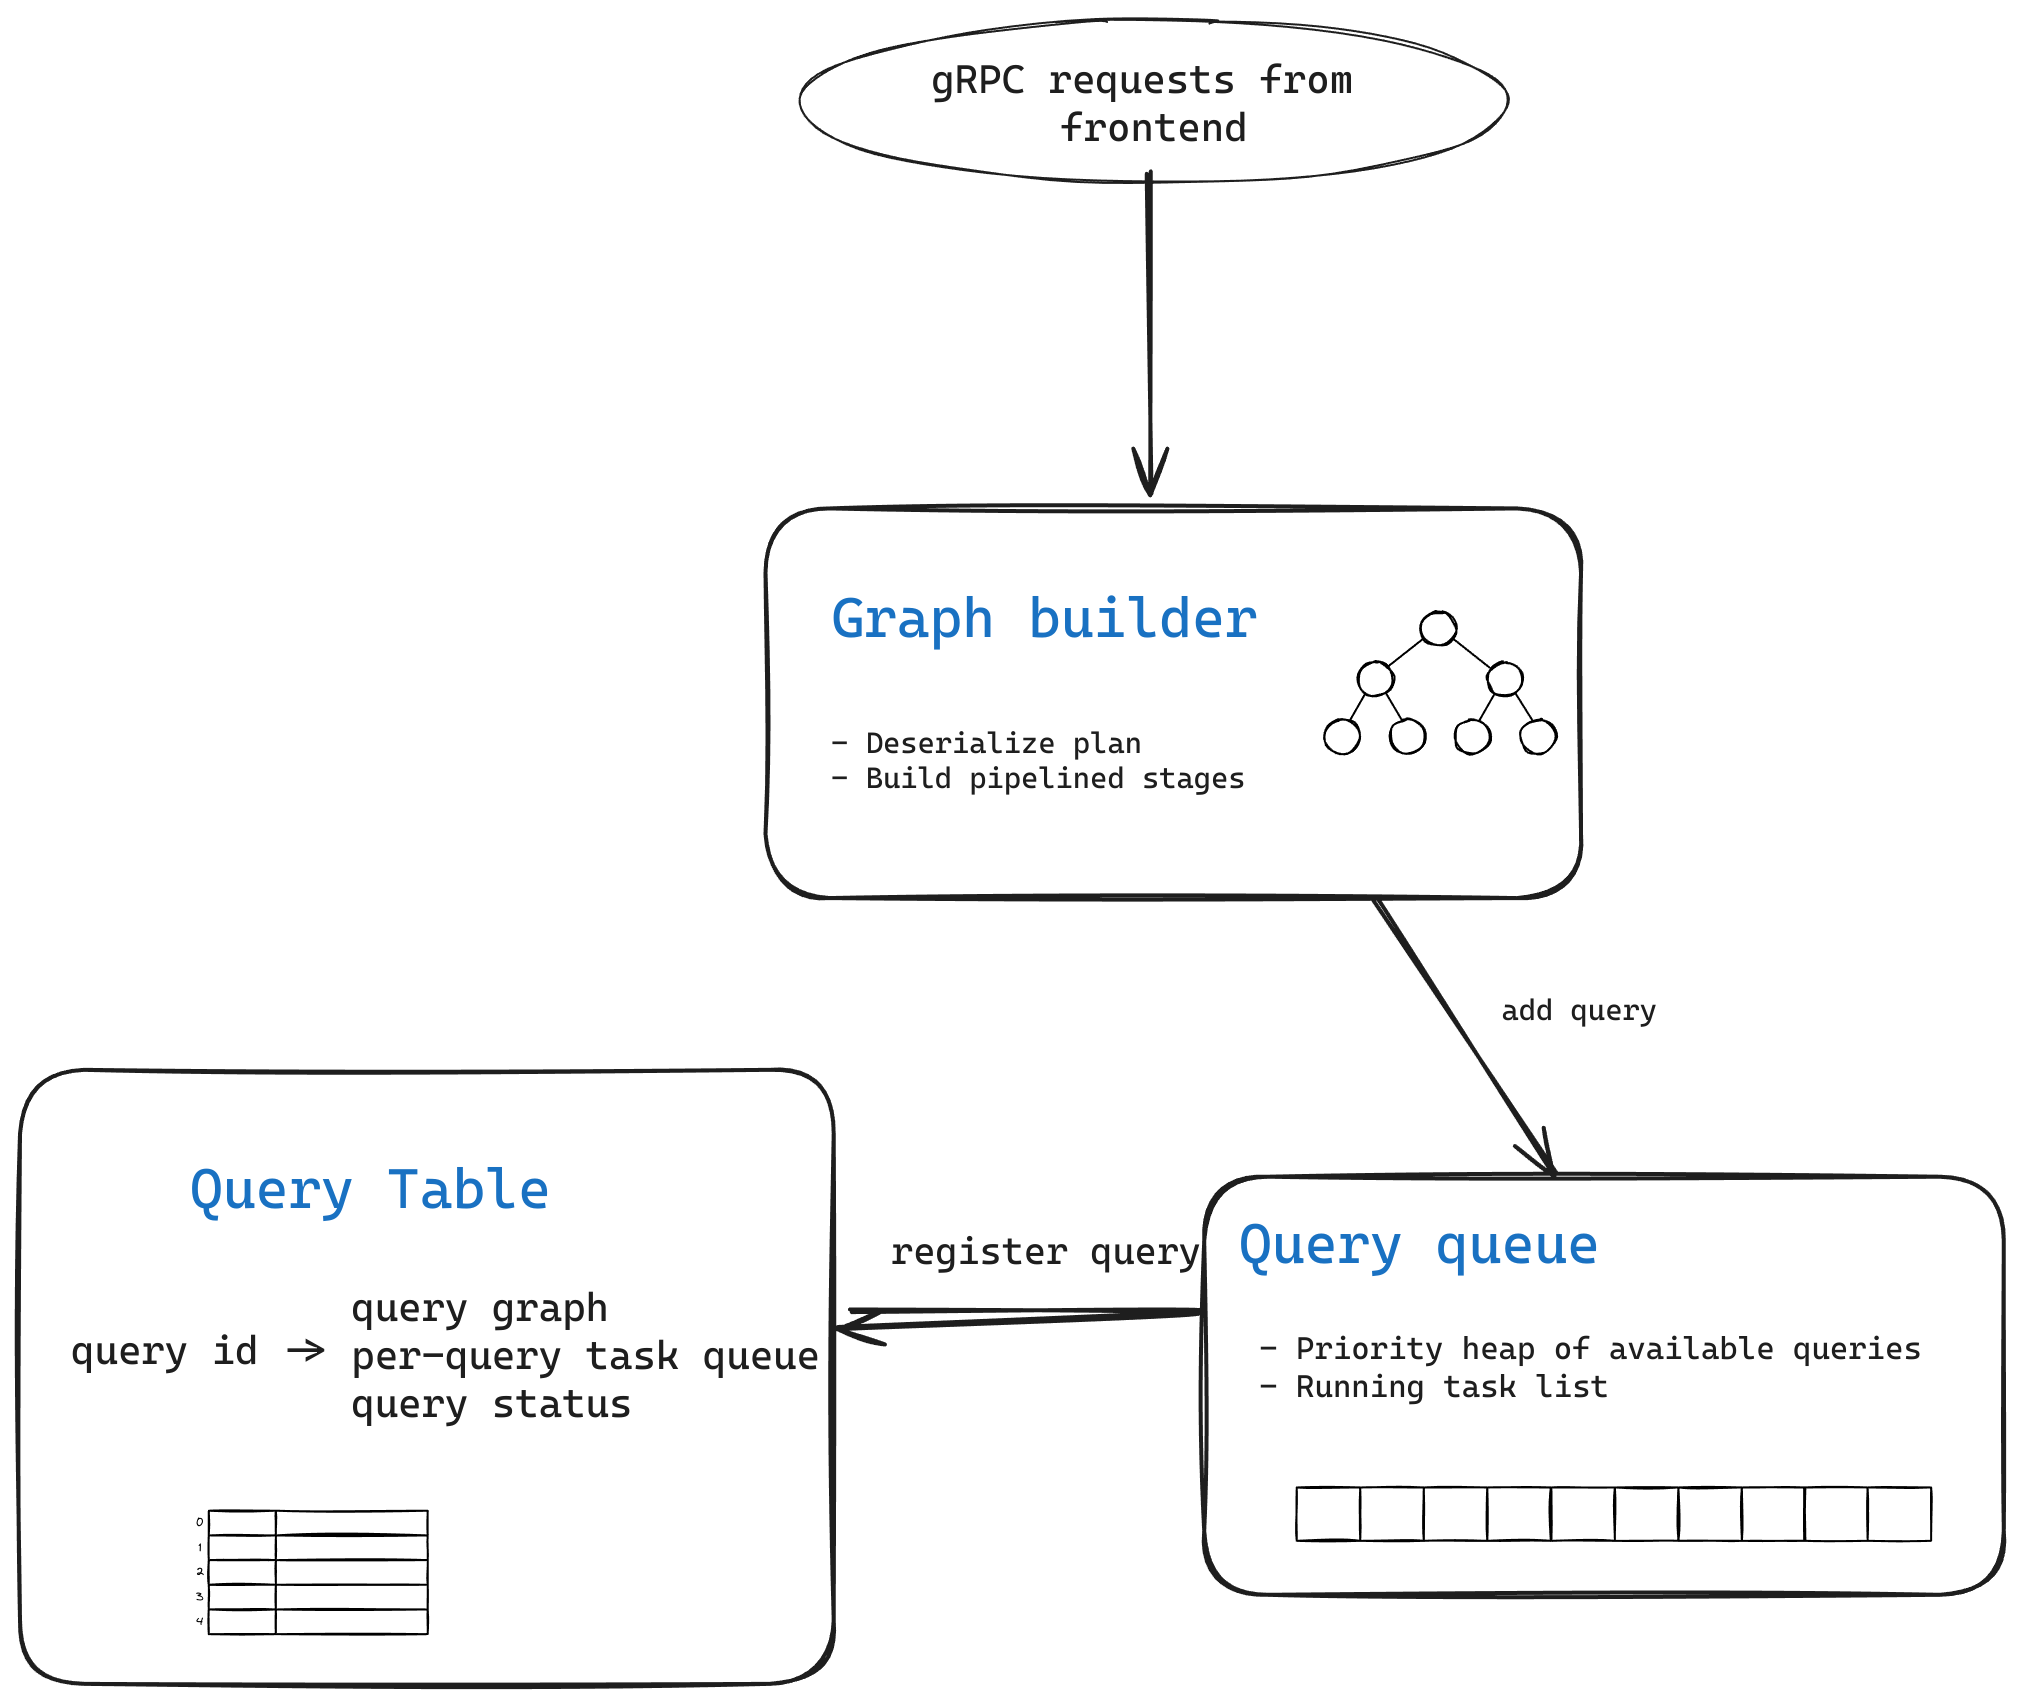 gRPC requests from
frontend
Graph builder
- Deserialize plan
- Build pipelined stages
add query
Query Table
query id → query graph
per-query task queue
query status
0
1
2
3
4
register query
Query queue
- Priority heap of available queries
- Running task list